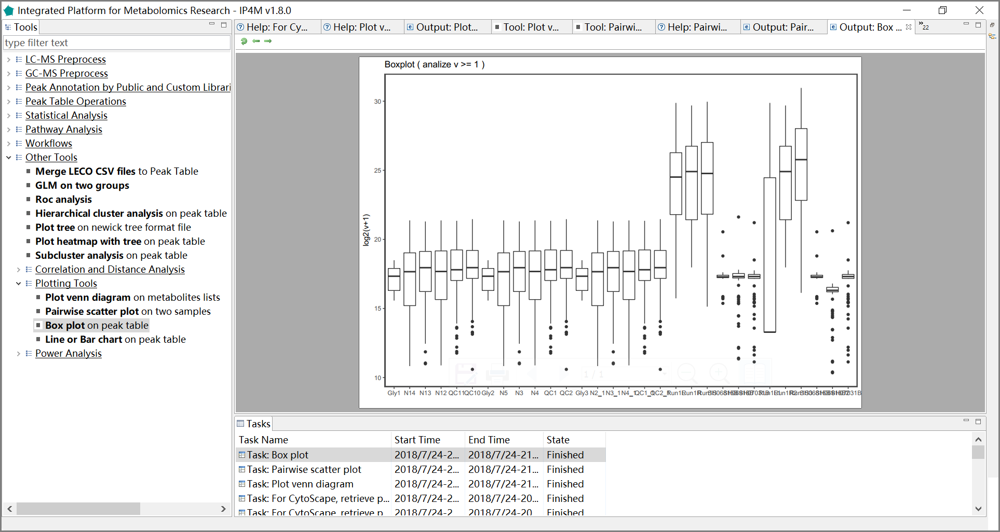 Integrated Platform for Metabolomics Research - IP4M v1.8.0
Tools
type filter text
LC-MS Preprocess
GC-MS Preprocess
Peak Annotation by Public and Custom Librari
Peak Table Operations
Statistical Analysis
Pathway Analysis
Workflows
Other Tools
Merge LECO CSV files to Peak Table
GLM on two groups
Roc analysis
Hierarchical cluster analysis on peak table
Plot tree on newick tree format file
Plot heatmap with tree on peak table
Subcluster analysis on peak table
Correlation and Distance Analysis
Plotting Tools
Plot venn diagram on metabolites lists
Pairwise scatter plot on two samples
Box plot on peak table
Line or Bar chart on peak table
Power Analysis
Help: For Cy... Help: Plot v... Output: Plot... Tool: Plot v... Tool: Pairwi... Help: Pairwi... Output: Pair... Output: Box ... »22
Boxplot ( analize v >= 1 )
log2(v+1)
30
25
20
15
10
1 / 1
Gly1 N14 N13 N12 QC11 QC10 Gly2 N5 N3 N4 QC1 QC2 Gly3 N2_1 N3_1 N4_1
Tasks
Task Name Start Time End Time State
Task: Box plot 2018/7/24-2... 2018/7/24-21... Finished
Task: Pairwise scatter plot 2018/7/24-2... 2018/7/24-21... Finished
Task: Plot venn diagram 2018/7/24-2... 2018/7/24-21... Finished
Task: For CytoScape, retrieve p... 2018/7/24-2... 2018/7/24-20... Finished
Task: For CytoScape, retrieve p 2018/7/24-2 2018/7/24-20 Finished